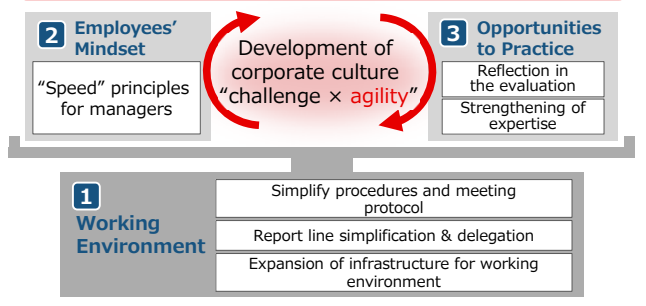 2 Employees’
Mindset
“Speed” principles
for managers
Development of
corporate culture
“challenge × agility”
3 Opportunities
to Practice
Reflection in
the evaluation
Strengthening of
expertise
1
Working
Environment
Simplify procedures and meeting
protocol
Report line simplification & delegation
Expansion of infrastructure for working
environment